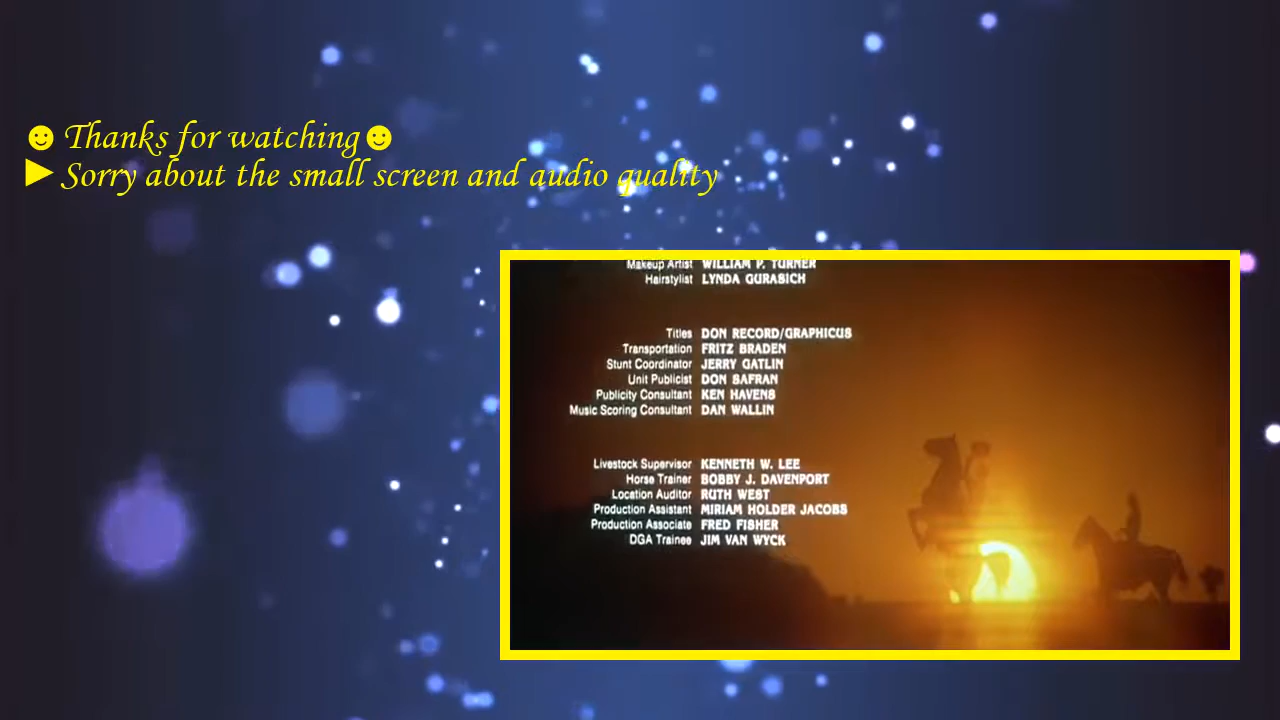 ☻Thanks for watching☻
►Sorry about the small screen and audio quality
Makeup Artist WILLIAM P. TURNER
Hairstylist LYNDA GURASICH
Titles DON RECORD/GRAPHICUS
Transportation FRITZ BRADEN
Stunt Coordinator JERRY GATLIN
Unit Publicist DON SAFRAN
Publicity Consultant KEN HAVENS
Music Scoring Consultant DAN WALLIN
Livestock Supervisor KENNETH W. LEE
Horse Trainer BOBBY J. DAVENPORT
Location Auditor RUTH WEST
Production Assistant MIRIAM HOLDER JACOBS
Production Associate FRED FISHER
DGA Trainee JIM VAN WYCK